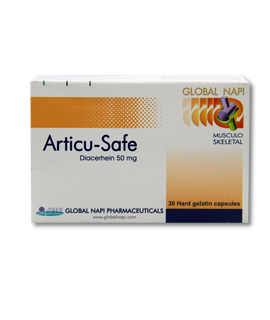 GLOBAL NAPI
MUSCULO
SKELETAL
Articu-Safe
Diacerhein 50 mg
GLOBAL NAPI PHARMACEUTICALS
www.globalnapi.com
30 Hard gelatin capsules